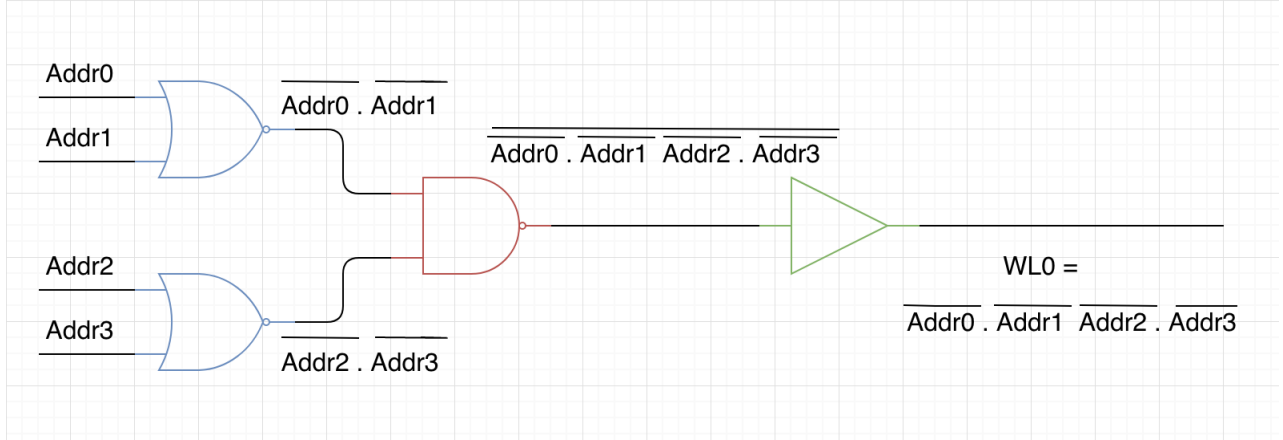 Addr0
Addr1
Addr0 . Addr1
Addr0 . Addr1 Addr2 . Addr3
Addr2
Addr3
Addr2 . Addr3
WL0 =
Addr0 . Addr1 Addr2 . Addr3